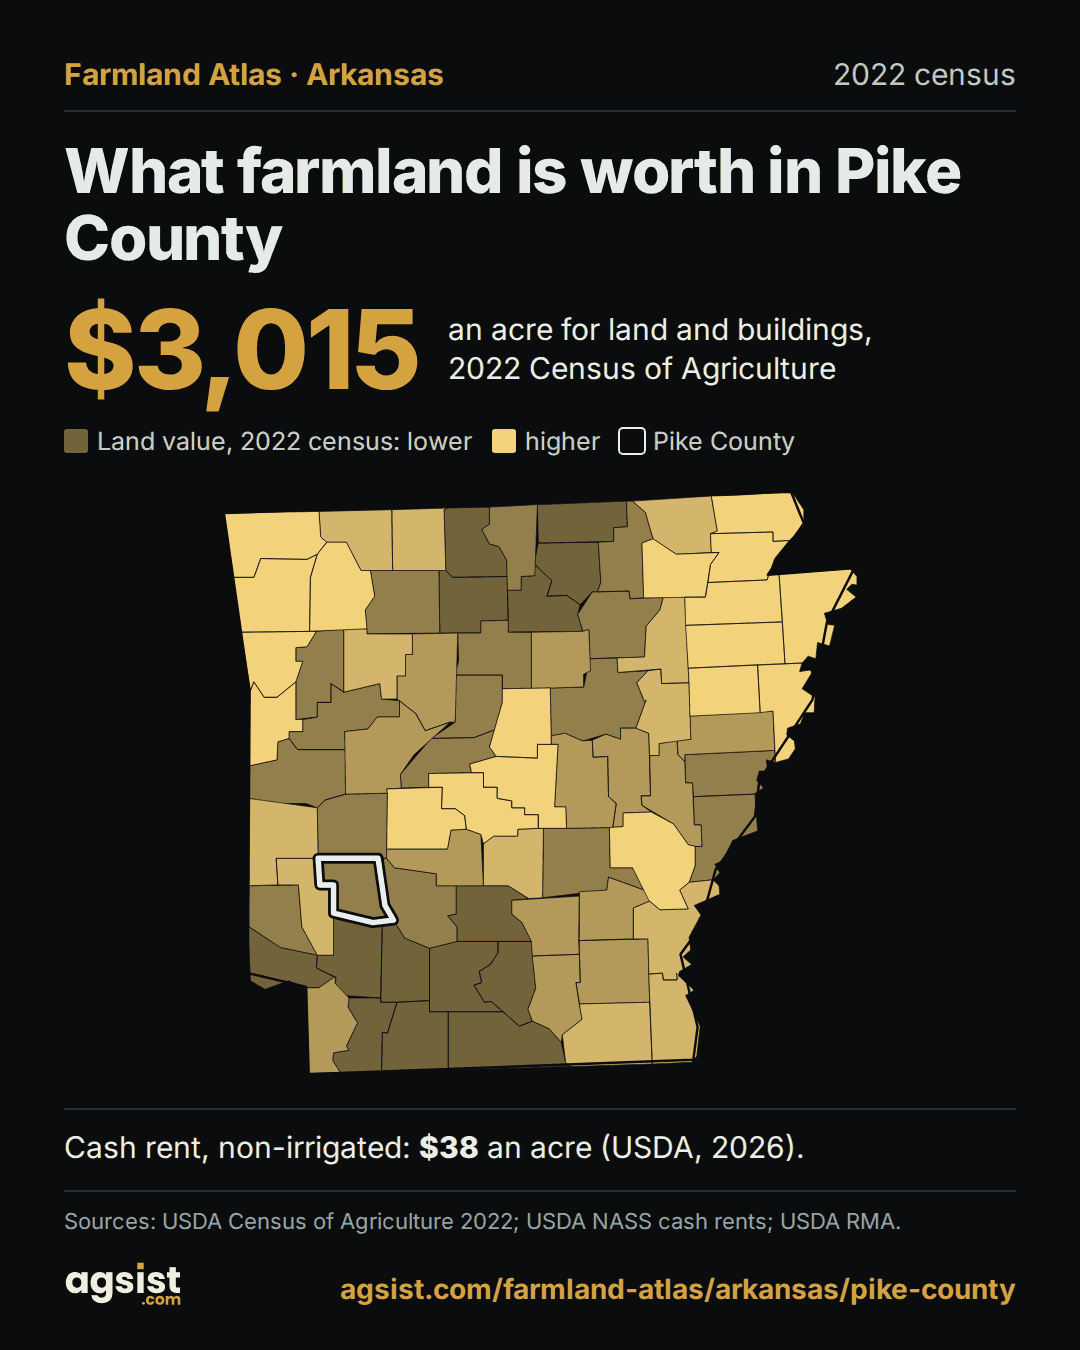 Farmland Atlas · Arkansas
2022 census
What farmland is worth in Pike
County
$3,015
an acre for land and buildings,
2022 Census of Agriculture
Land value, 2022 census: lower
higher
Pike County
Cash rent, non-irrigated: $38 an acre (USDA, 2026).
Sources: USDA Census of Agriculture 2022; USDA NASS cash rents; USDA RMA.
agsist
.com
agsist.com/farmland-atlas/arkansas/pike-county